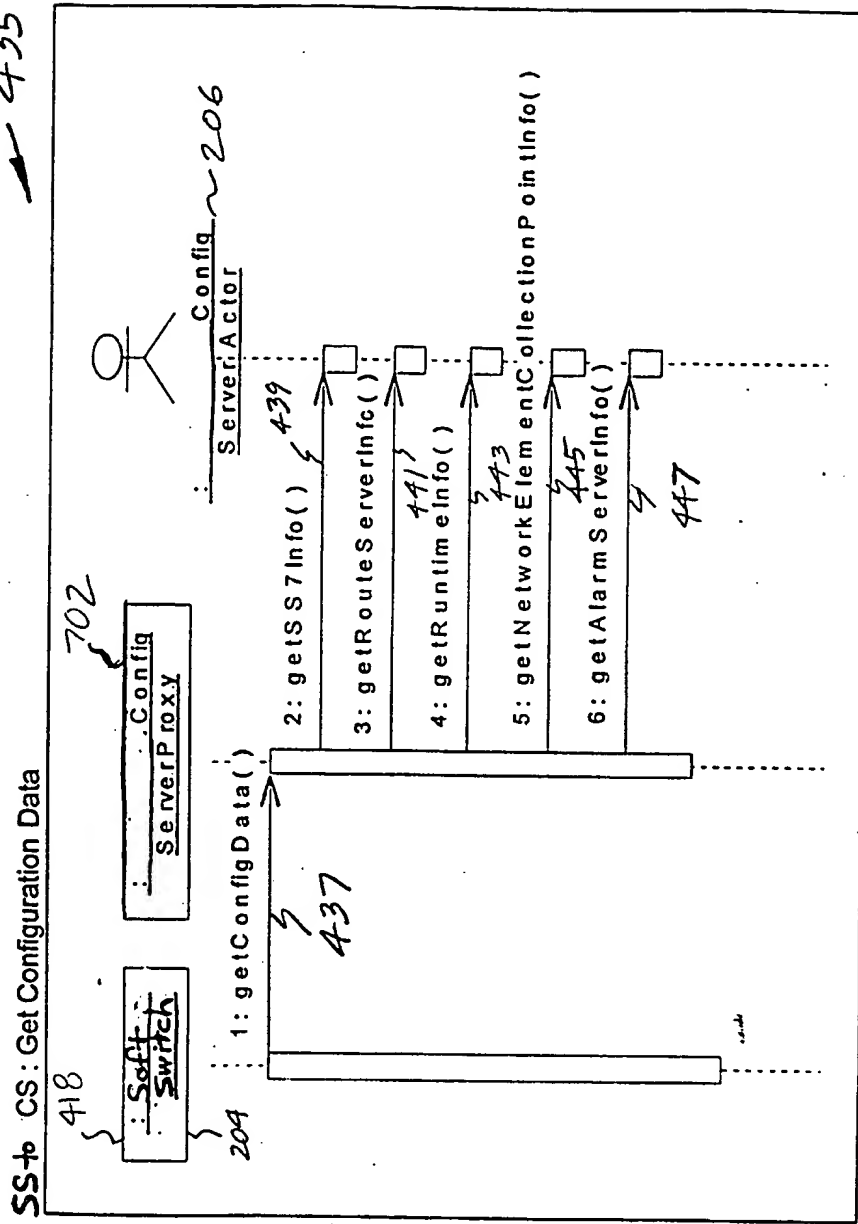 435
SS to CS: Get Configuration Data
418
702
: Soft
Switch
204
: Config
ServerProxy
: Config
Server Actor
206
1: getConfigData()
437
2: getSS7Info()
439
3: getRouteServerInfc()
441
4: getRuntimeInfo()
443
5: getNetworkElementCollectionPointInfo()
445
6: getAlarmServerInfo()
447